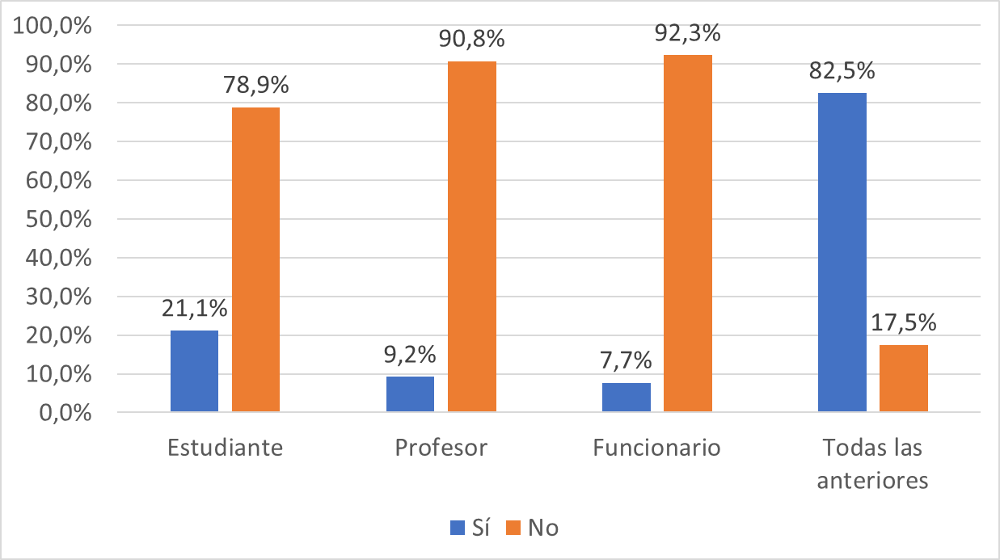 100,0%
90,0%
80,0%
70,0%
60,0%
50,0%
40,0%
30,0%
20,0%
10,0%
0,0%
21,1%
78,9%
9,2%
90,8%
7,7%
92,3%
82,5%
17,5%
Estudiante
Profesor
Funcionario
Todas las
anteriores
Sí
No